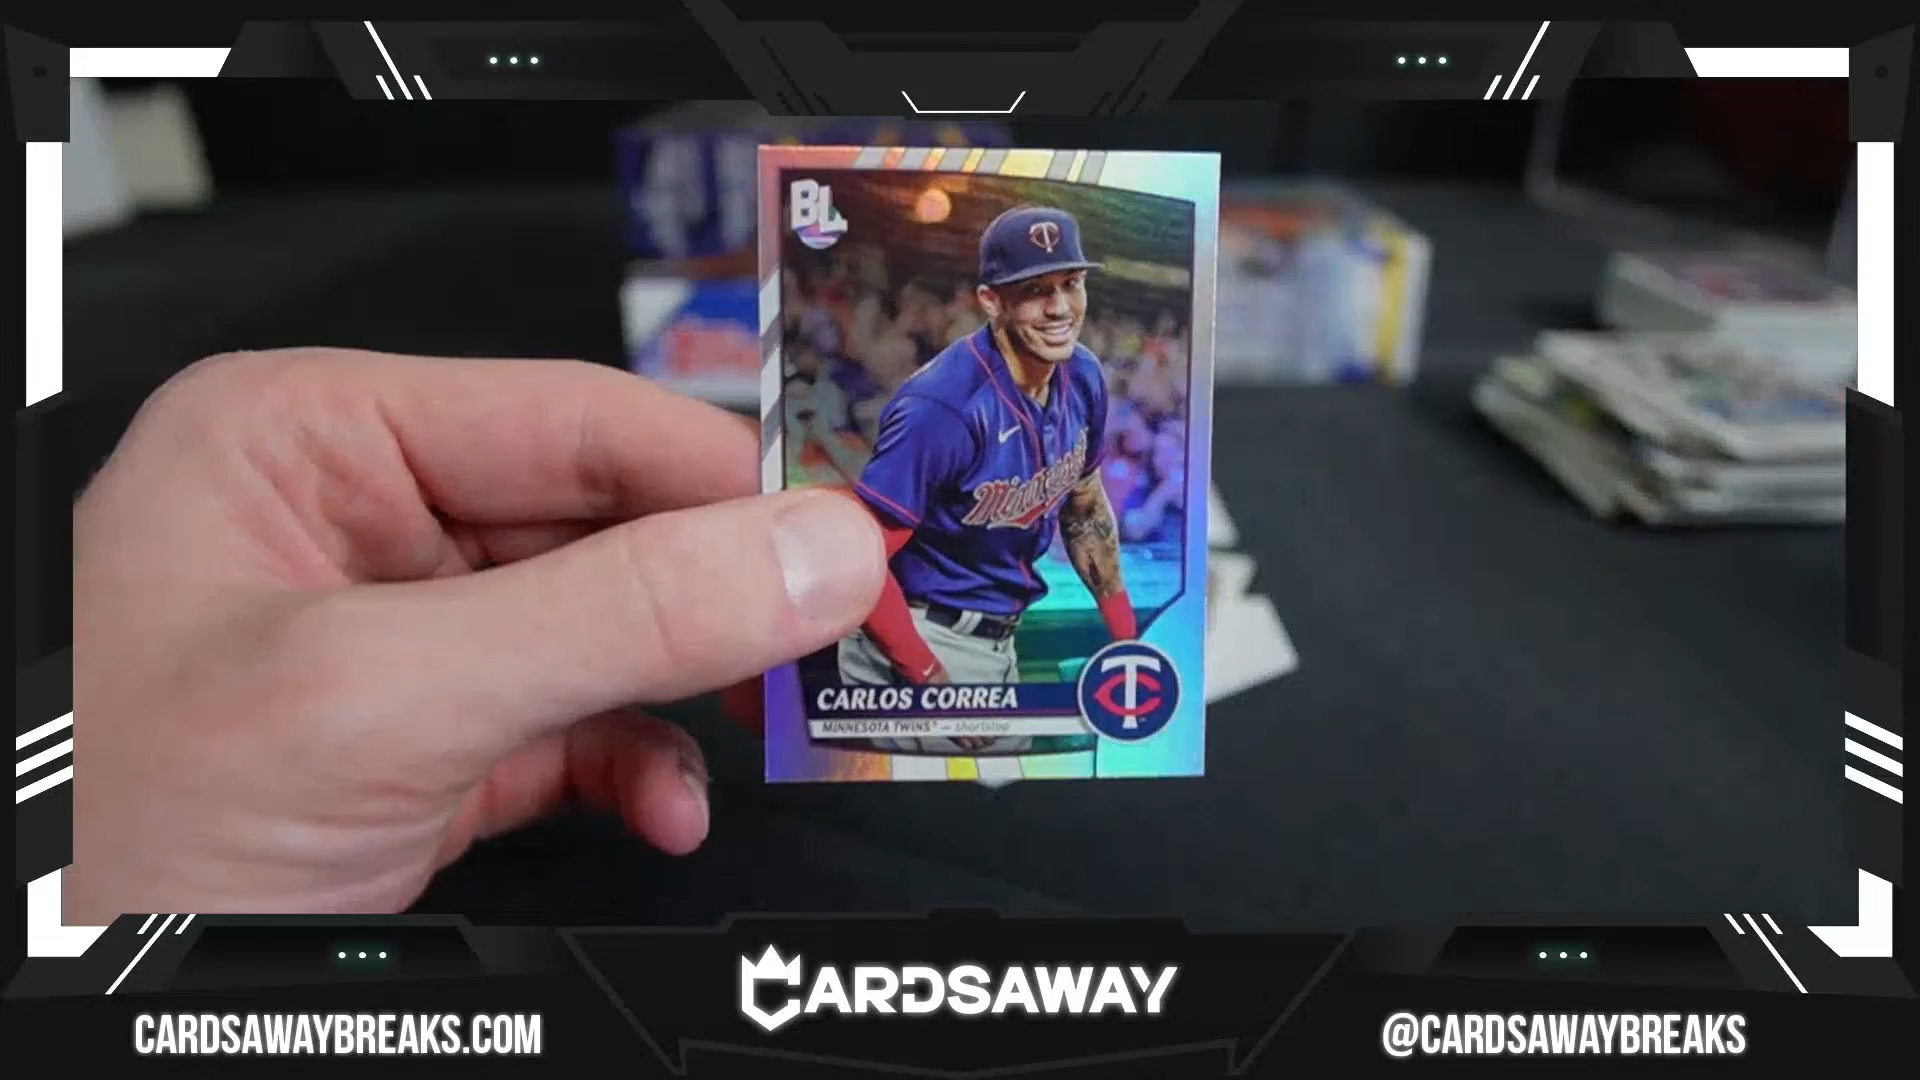 BL
CARLOS CORREA
MINNESOTA TWINS® — shortstop
CARDSAWAY
CARDSAWAYBREAKS.COM
@CARDSAWAYBREAKS